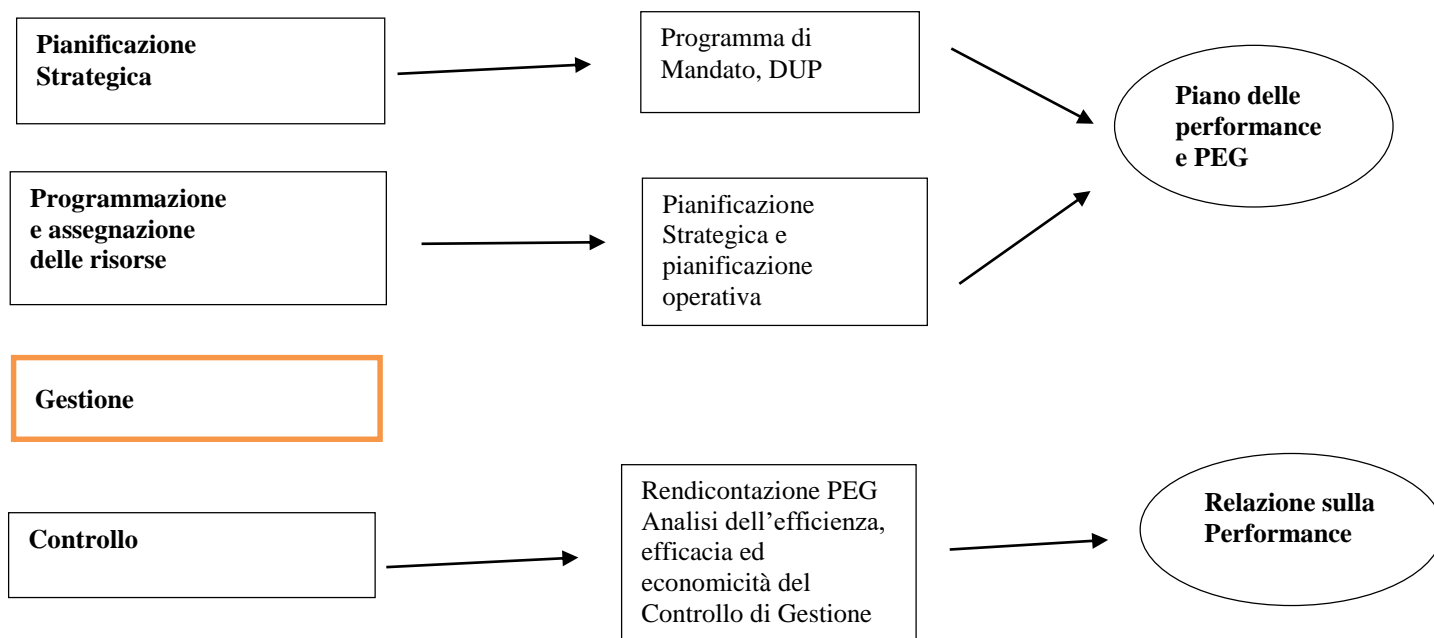 Pianificazione
Strategica
Programma di
Mandato, DUP
Piano delle
performance
e PEG
Programmazione
e assegnazione
delle risorse
Pianificazione
Strategica e
pianificazione
operativa
Gestione
Controllo
Rendicontazione PEG
Analisi dell’efficienza,
efficacia ed
economicità del
Controllo di Gestione
Relazione sulla
Performance